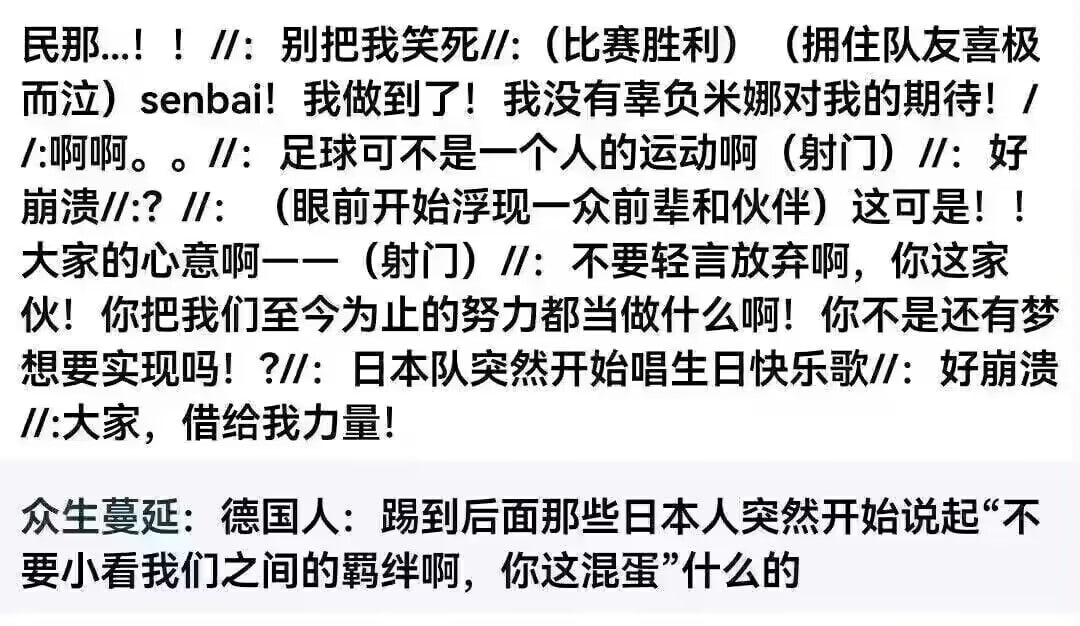 民那...！！//：别把我笑死//:（比赛胜利）（拥住队友喜极
而泣）senbai！我做到了！我没有辜负米娜对我的期待！/
/:啊啊。。//：足球可不是一个人的运动啊（射门）//：好
崩溃//:？//：（眼前开始浮现一众前辈和伙伴）这可是！！
大家的心意啊一一（射门）//：不要轻言放弃啊，你这家
伙！你把我们至今为止的努力都当做什么啊！你不是还有梦
想要实现吗！?//：日本队突然开始唱生日快乐歌//：好崩溃
//:大家，借给我力量！
众生蔓延：德国人：踢到后面那些日本人突然开始说起“不
要小看我们之间的羁绊啊，你这混蛋”什么的